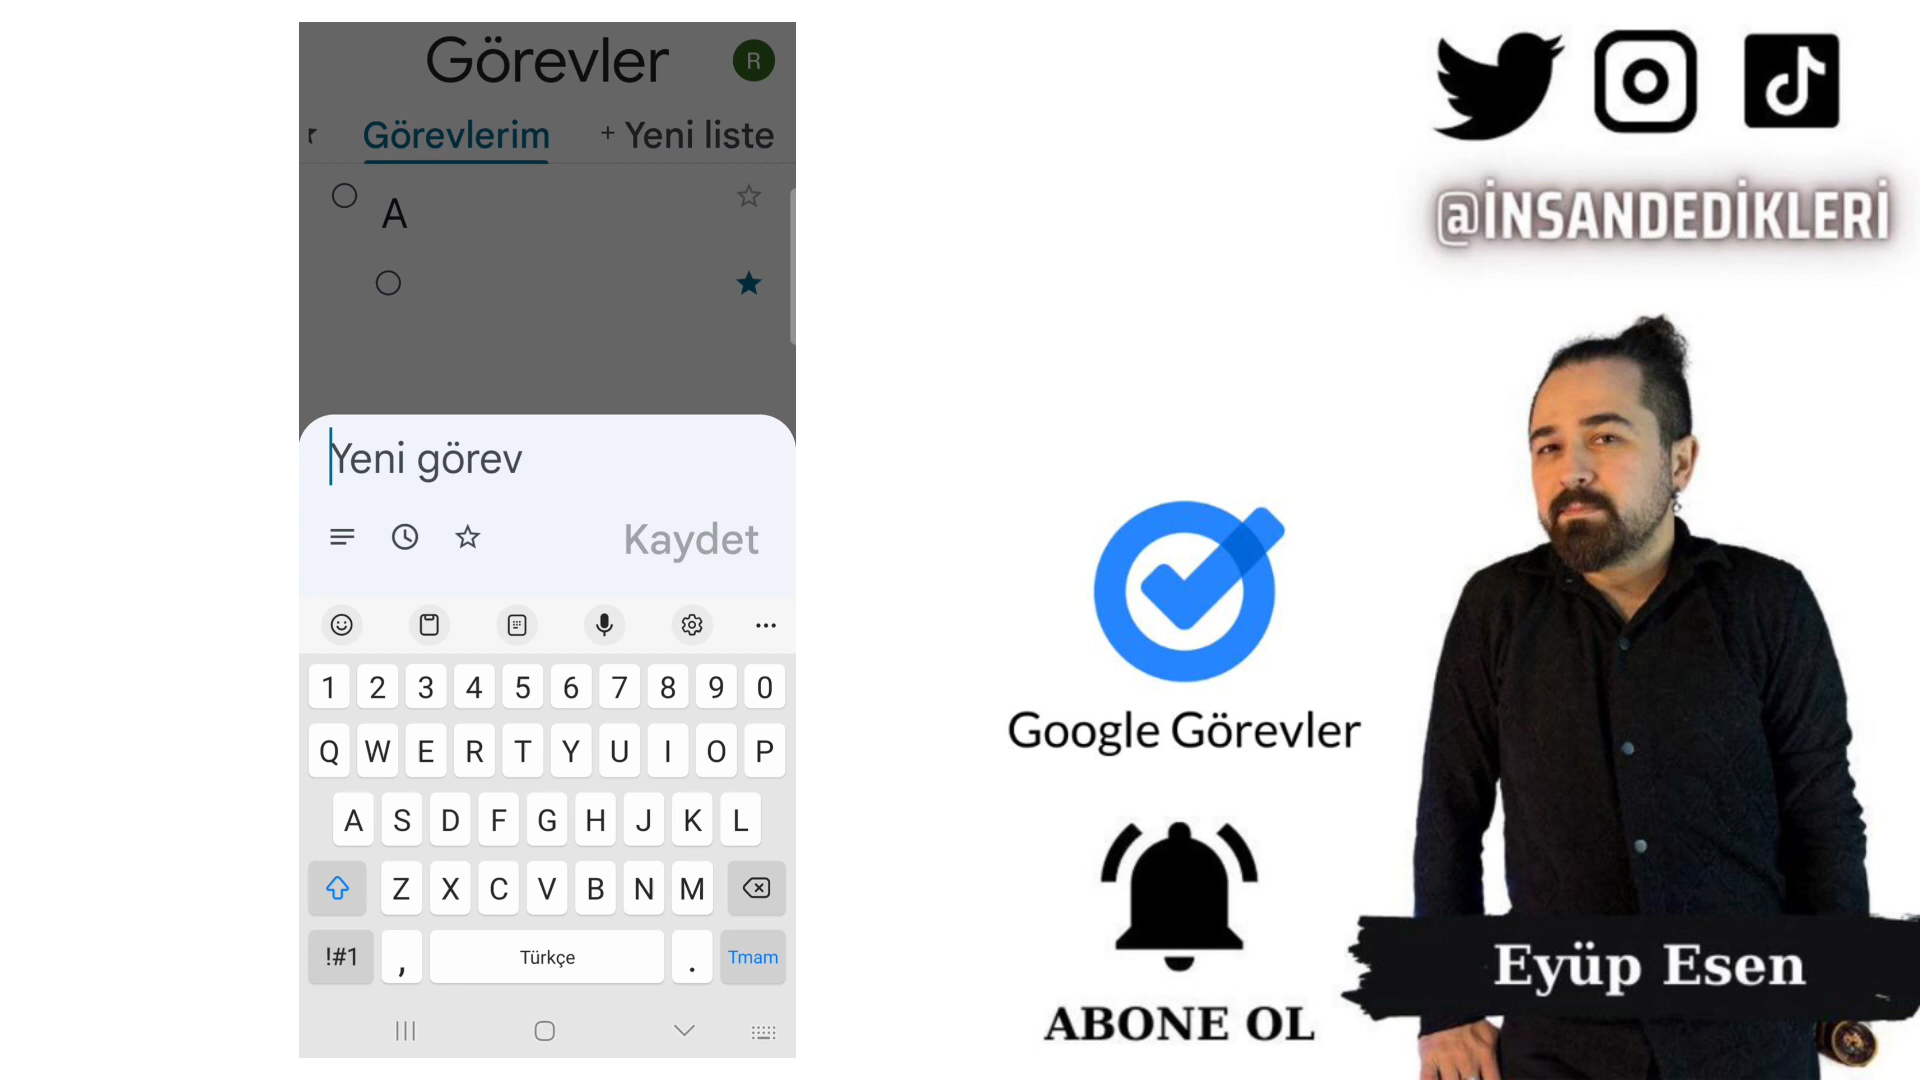 Görevler
R
Görevlerim
+ Yeni liste
A
Yeni görev
Kaydet
1 2 3 4 5 6 7 8 9 0
Q W E R T Y U I O P
A S D F G H J K L
Z X C V B N M
!#1 , Türkçe . Tmam
@İNSANDEDİKLERİ
Google Görevler
ABONE OL
Eyüp Esen